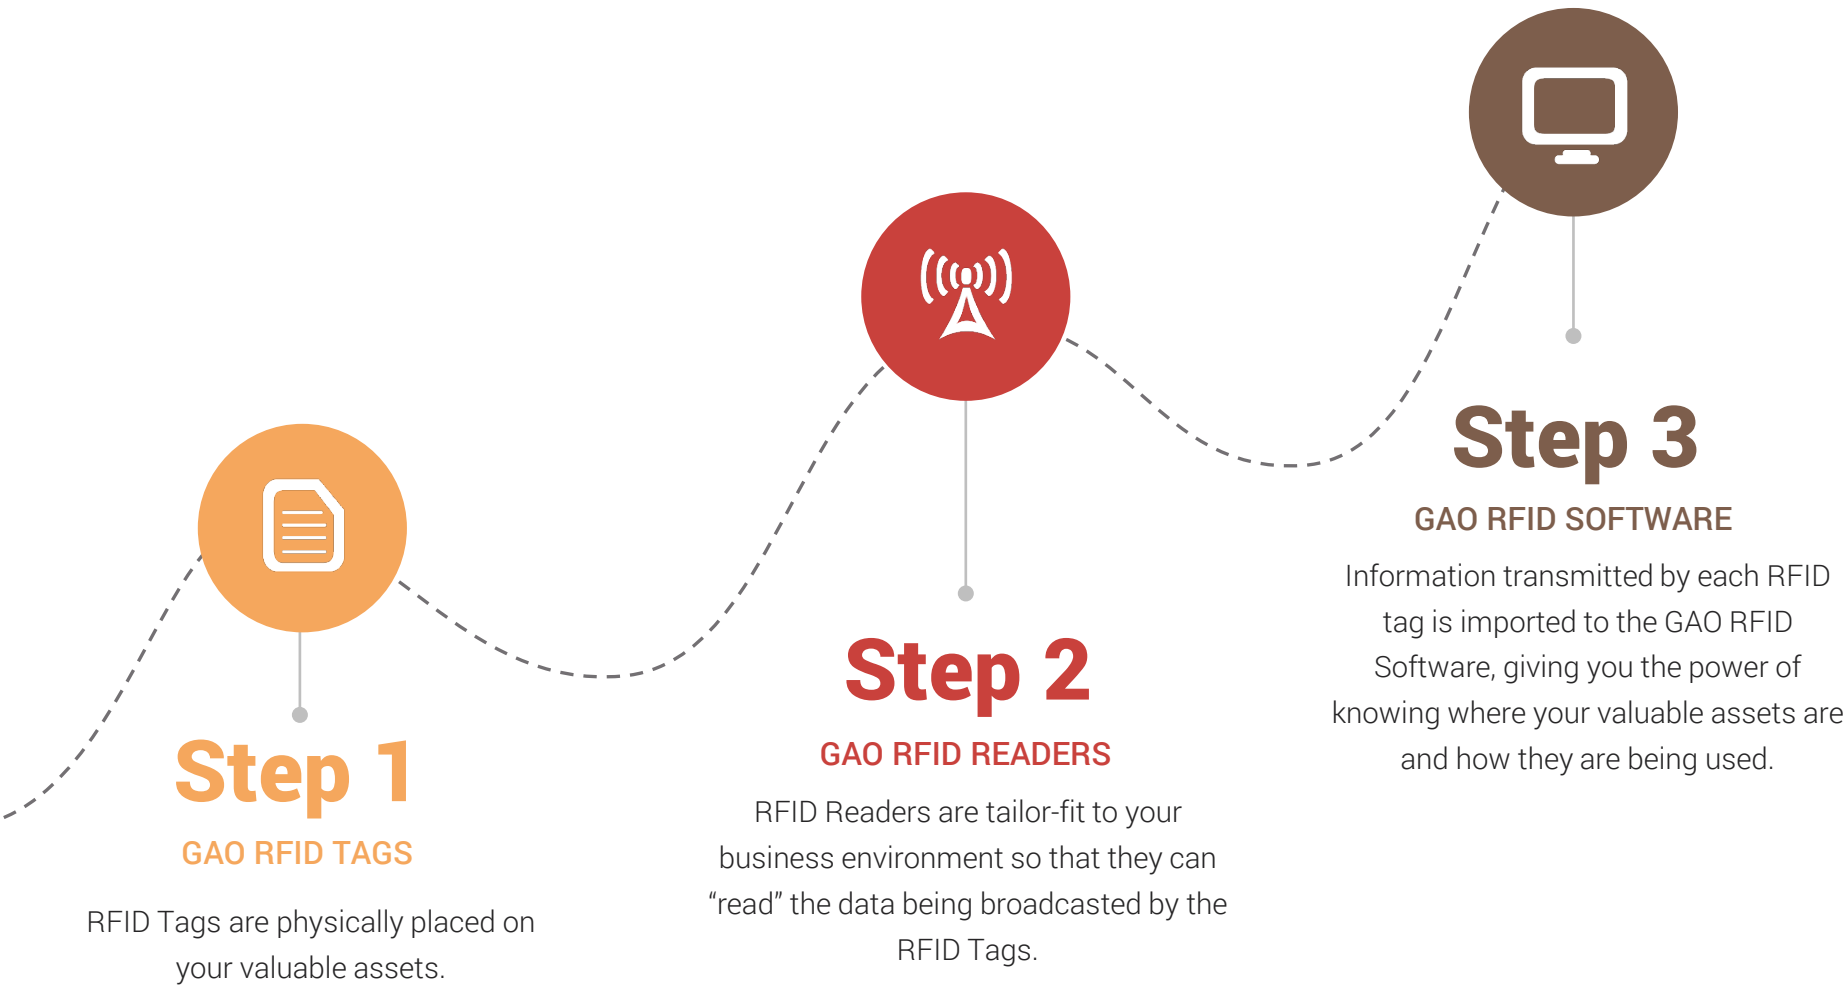 Step 1
GAO RFID TAGS
RFID Tags are physically placed on
your valuable assets.
Step 2
GAO RFID READERS
RFID Readers are tailor-fit to your
business environment so that they can
“read” the data being broadcasted by the
RFID Tags.
Step 3
GAO RFID SOFTWARE
Information transmitted by each RFID
tag is imported to the GAO RFID
Software, giving you the power of
knowing where your valuable assets are
and how they are being used.